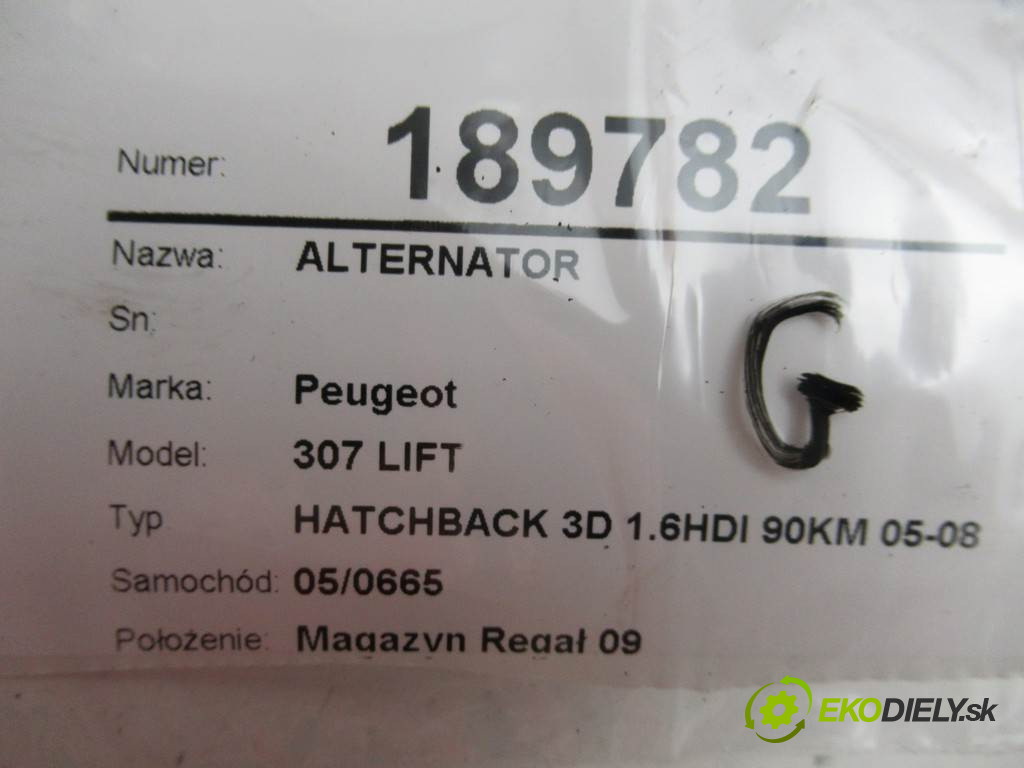 Numer: 189782
Nazwa: ALTERNATOR
Sn:
Marka: Peugeot
G
Model: 307 LIFT
Typ HATCHBACK 3D 1.6HDI 90KM 05-08
Samochód: 05/0665
Położenie: Magazyn Regał 09
EKODIELY.sk